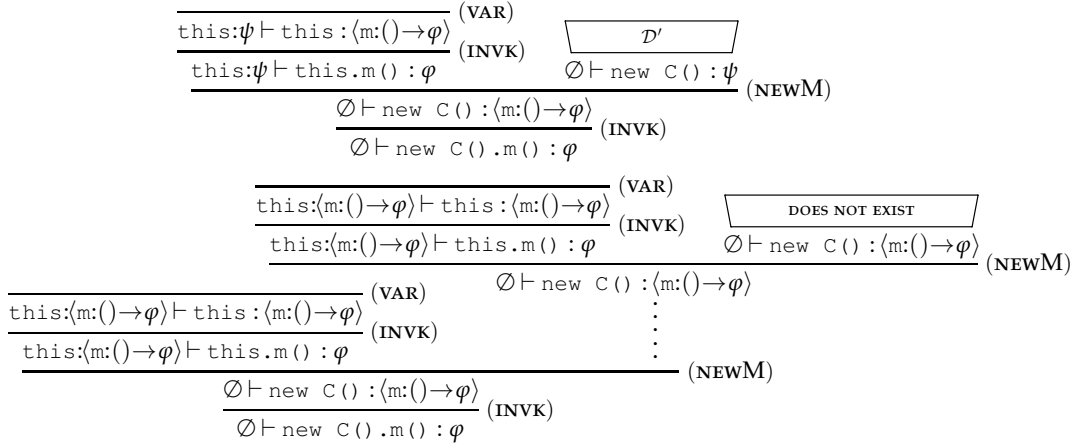 (VAR)
this:ψ ⊢ this : ⟨m:()→φ⟩
(INVK)
D′
this:ψ ⊢ this.m() : φ
∅ ⊢ new C() : ψ
(NEWM)
∅ ⊢ new C() : ⟨m:()→φ⟩
(INVK)
∅ ⊢ new C().m() : φ
(VAR)
this:⟨m:()→φ⟩ ⊢ this : ⟨m:()→φ⟩
(INVK)
DOES NOT EXIST
this:⟨m:()→φ⟩ ⊢ this.m() : φ
∅ ⊢ new C() : ⟨m:()→φ⟩
(NEWM)
∅ ⊢ new C() : ⟨m:()→φ⟩
(VAR)
this:⟨m:()→φ⟩ ⊢ this : ⟨m:()→φ⟩
(INVK)
this:⟨m:()→φ⟩ ⊢ this.m() : φ
(NEWM)
∅ ⊢ new C() : ⟨m:()→φ⟩
(INVK)
∅ ⊢ new C().m() : φ